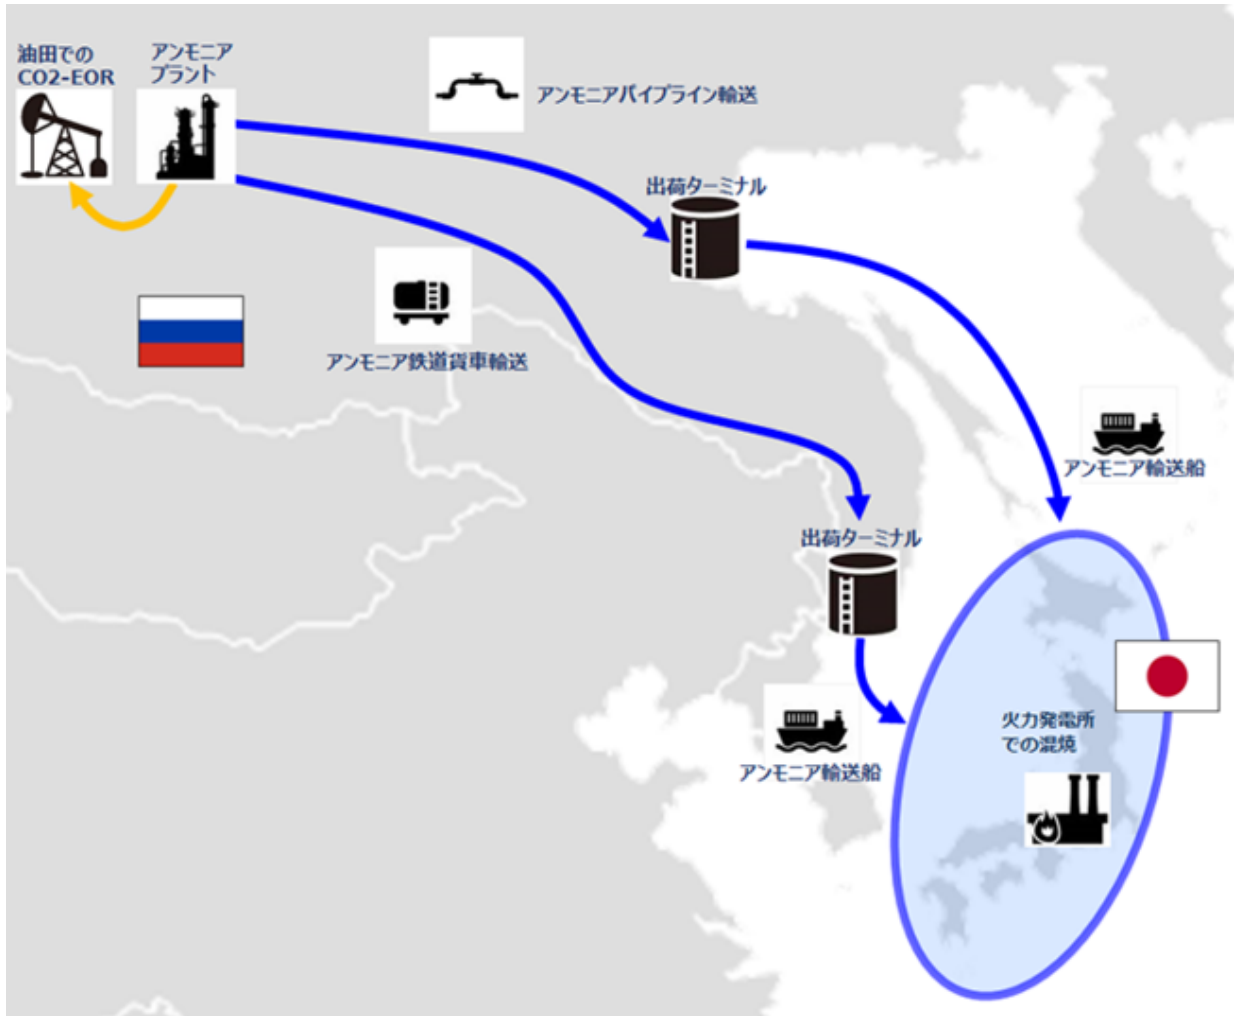 油田での
CO2-EOR
アンモニア
プラント
アンモニアパイプライン輸送
出荷ターミナル
アンモニア鉄道貨車輸送
アンモニア輸送船
出荷ターミナル
火力発電所
での混焼
アンモニア輸送船